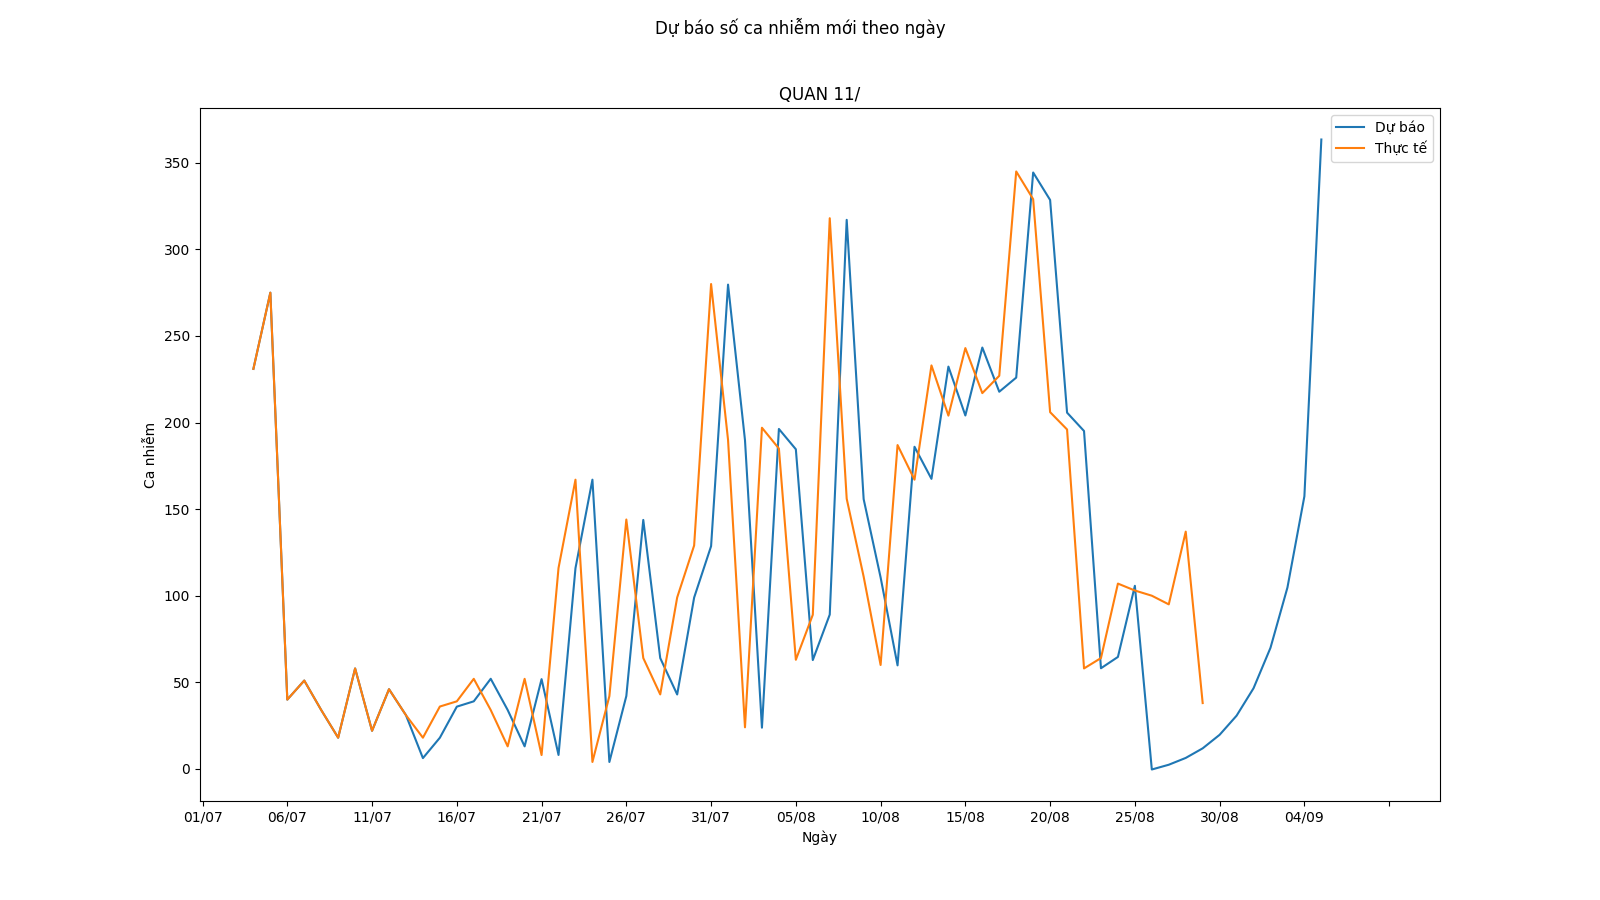 Dự báo số ca nhiễm mới theo ngày
QUAN 11/
Dự báo
Thực tế
350
300
250
200
150
100
50
0
Ca nhiễm
01/07 06/07 11/07 16/07 21/07 26/07 31/07 05/08 10/08 15/08 20/08 25/08 30/08 04/09
Ngày